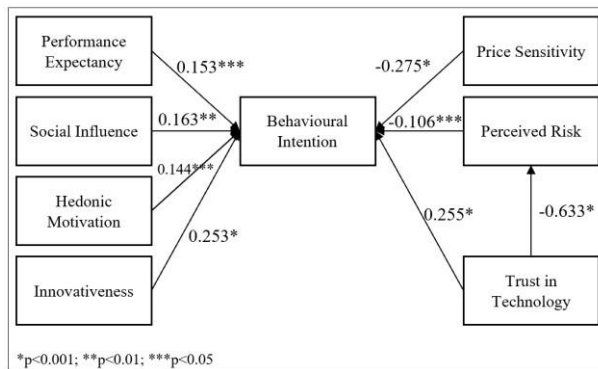 Performance
Expectancy
0.153***
Social Influence
0.163**
Hedonic
Motivation
0.144***
Innovativeness
0.253*
Behavioural
Intention
Price Sensitivity
-0.275*
Perceived Risk
-0.106***
-0.633*
Trust in
Technology
0.255*
*p<0.001; **p<0.01; ***p<0.05